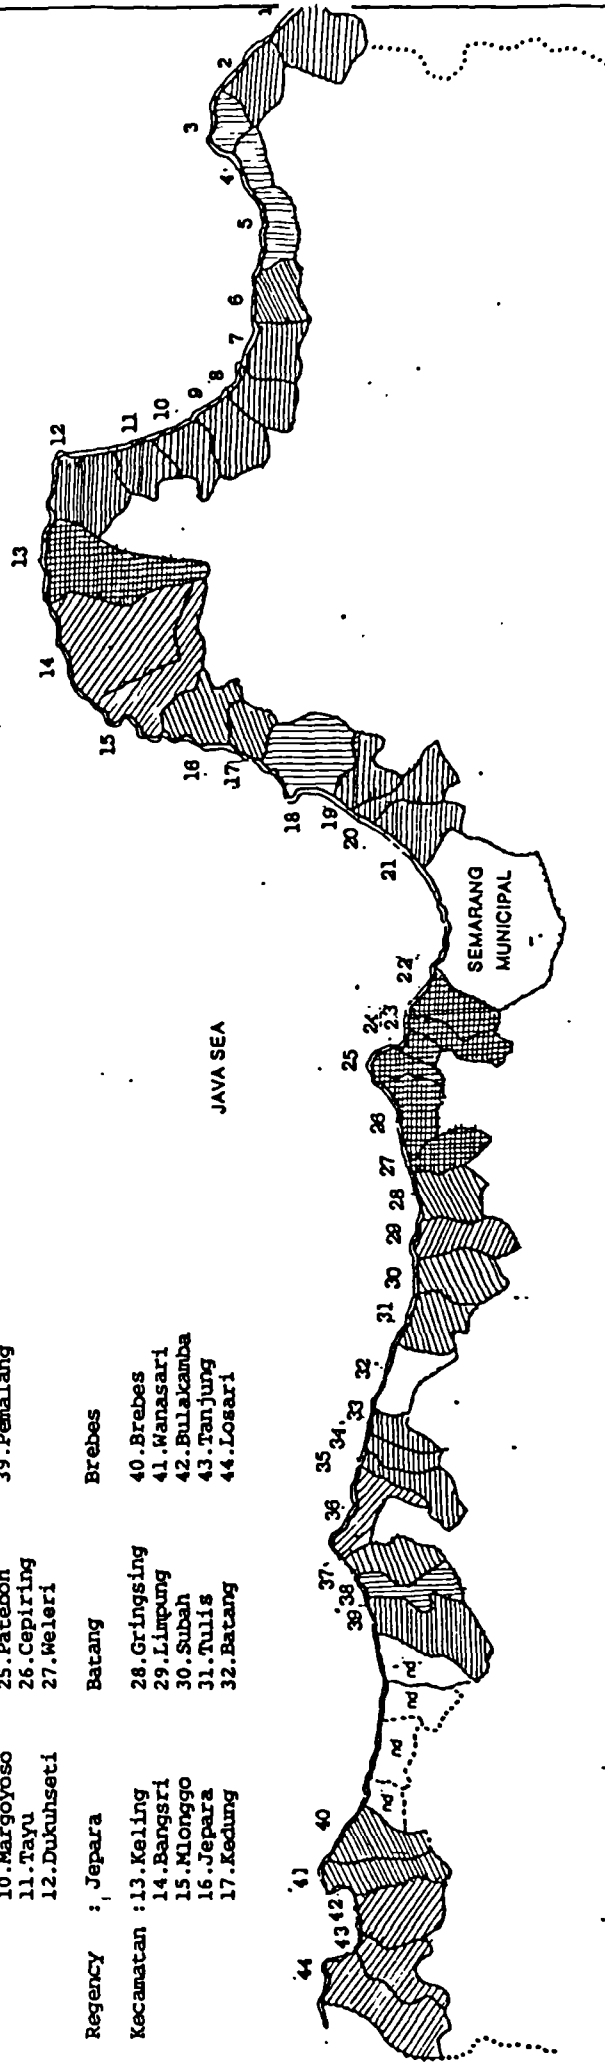 10.Margoyoso 25.Patebon 39.Pemalang
11.Tayu 26.Cepiring
12.Dukuhseti 27.Weleri
Regency : Jepara Batang Brebes
Kecamatan :13.Keling 28.Gringsing 40.Brebes
14.Bangsri 29.Limpung 41.Wanasari
15.Mlonggo 30.Subah 42.Bulakamba
16.Jepara 31.Tulis 43.Tanjung
17.Kedung 32.Batang 44.Losari
JAVA SEA
SEMARANG
MUNICIPAL
44
43
42
41
40
nd
nd
nd
nd
39
38
37
36
35
34
33
32
31
30
29
28
27
26
25
24
23
22
21
20
19
18
17
16
15
14
13
12
11
10
9
8
7
6
5
4
3
2
1